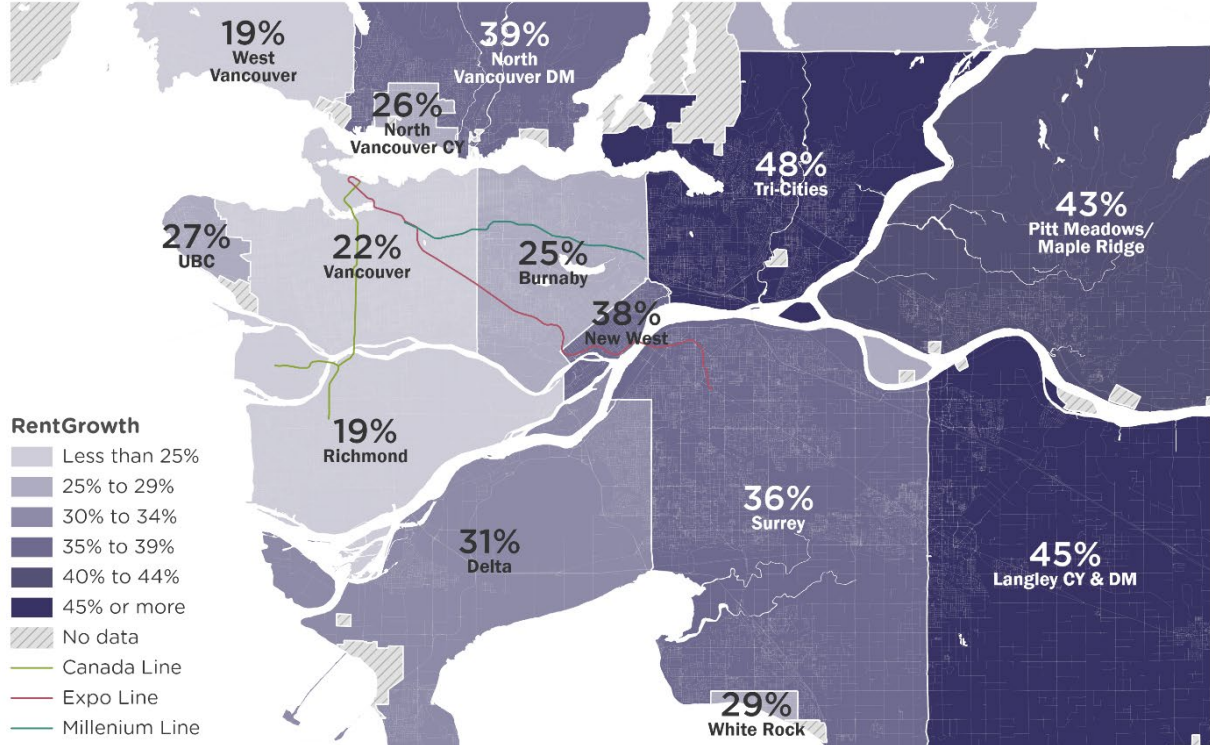 19%
West
Vancouver
39%
North
Vancouver DM
26%
North
Vancouver CY
48%
Tri-Cities
43%
Pitt Meadows/
Maple Ridge
27%
UBC
22%
Vancouver
25%
Burnaby
38%
New West
19%
Richmond
36%
Surrey
31%
Delta
45%
Langley CY & DM
29%
White Rock
RentGrowth
Less than 25%
25% to 29%
30% to 34%
35% to 39%
40% to 44%
45% or more
No data
Canada Line
Expo Line
Millenium Line